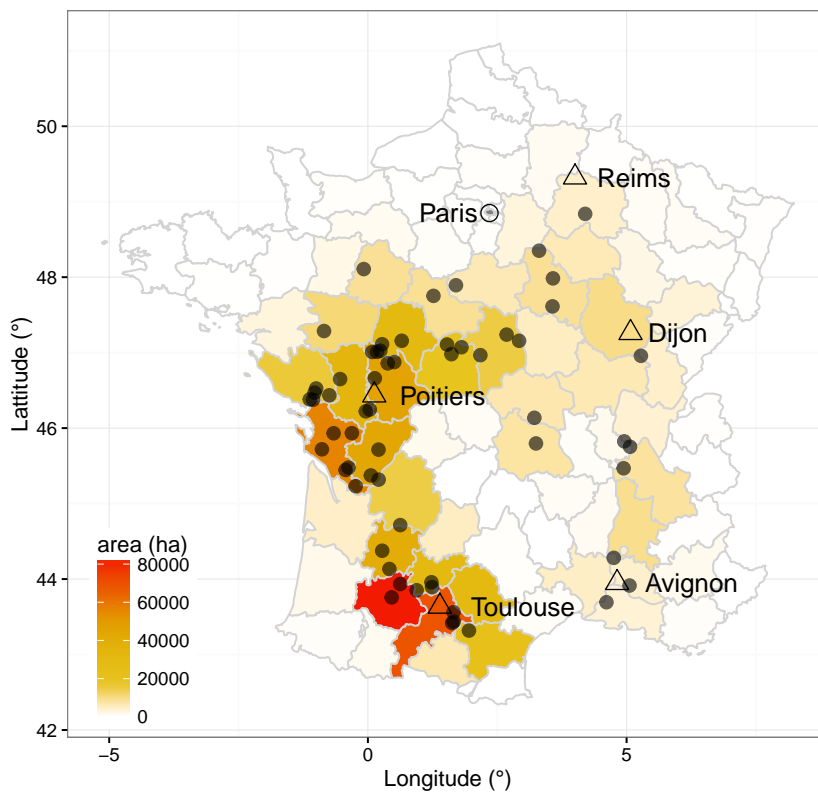 50
48
46
44
42
Lattitude (°)
Reims
Paris
Dijon
Poitiers
Avignon
Toulouse
area (ha)
80000
60000
40000
20000
0
−5
0
5
Longitude (°)